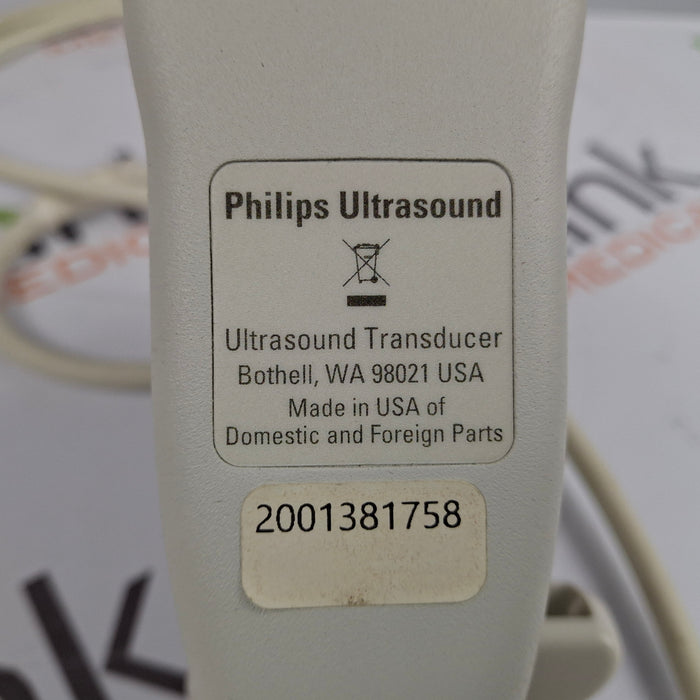 Philips Ultrasound
Ultrasound Transducer
Bothell, WA 98021 USA
Made in USA of
Domestic and Foreign Parts
2001381758